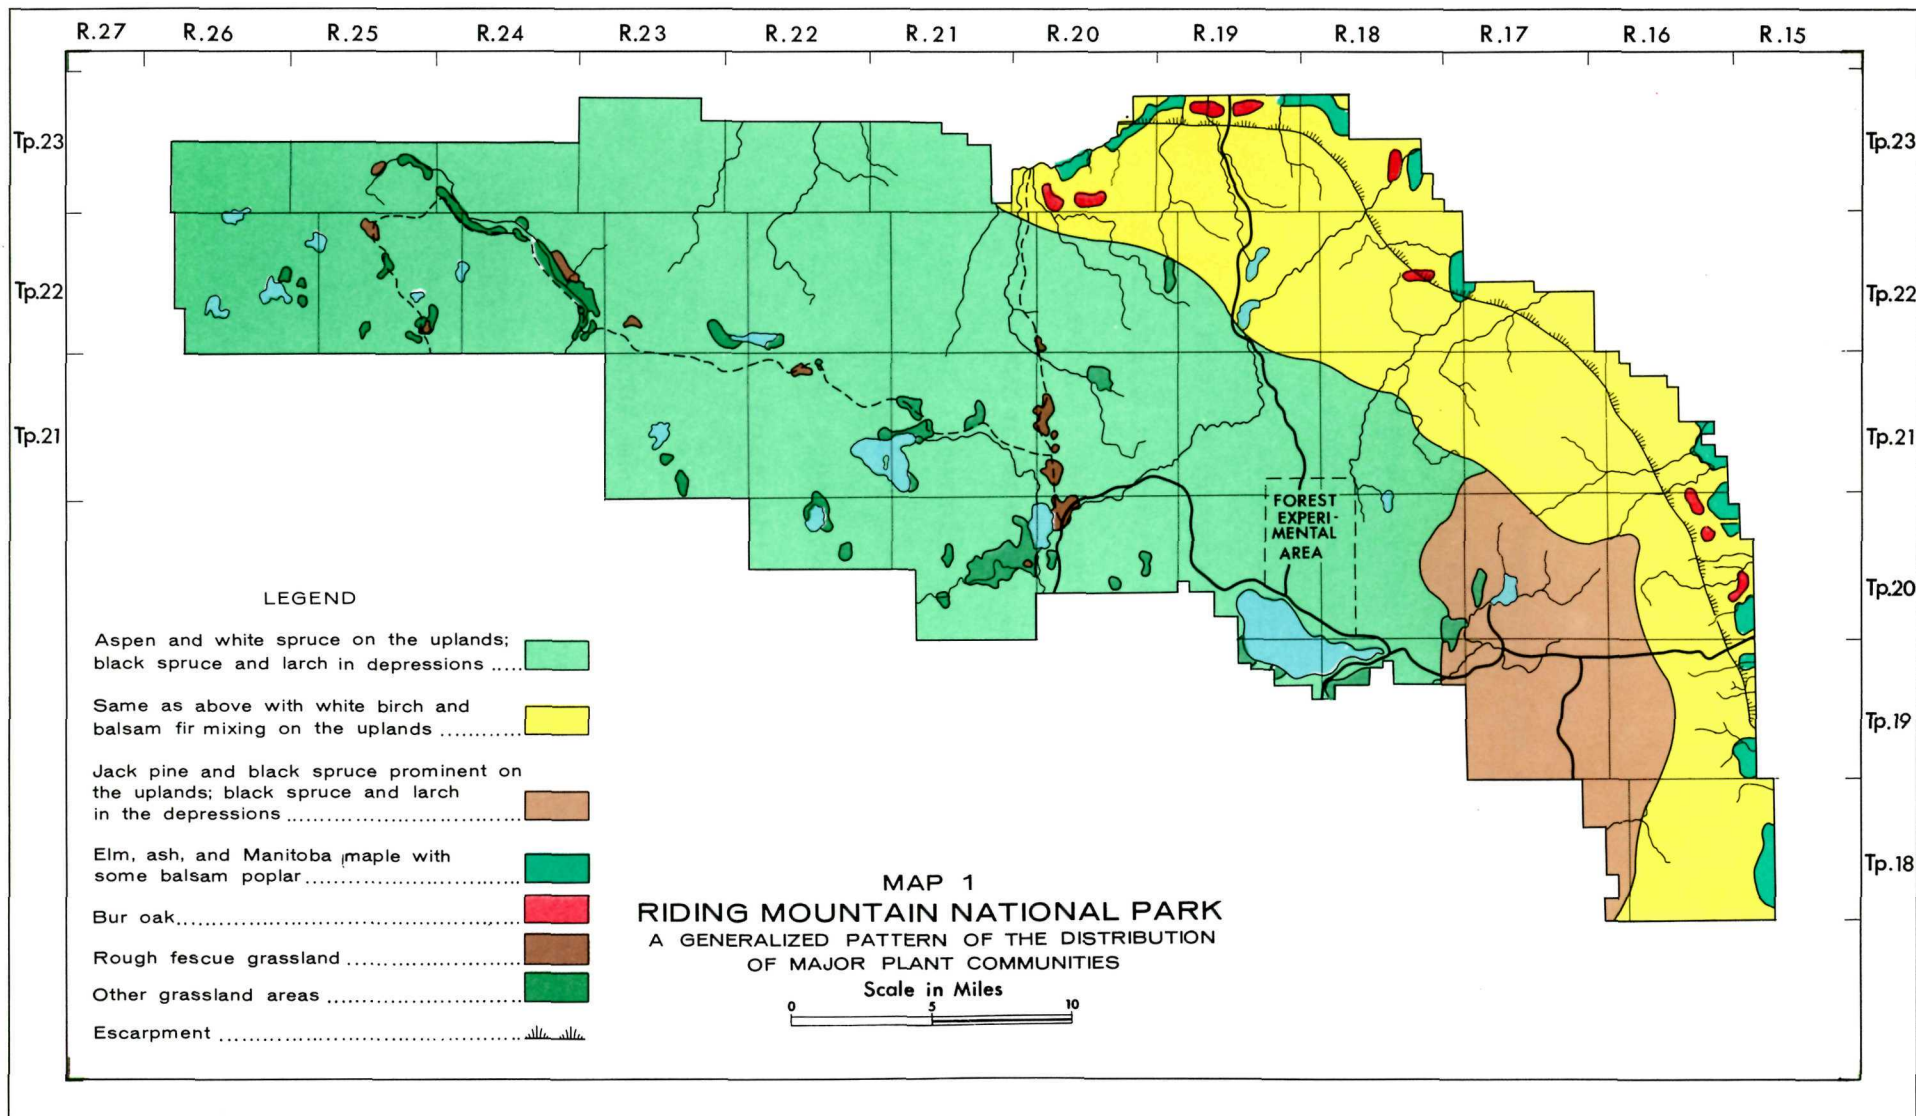 R.27 R.26 R.25 R.24 R.23 R.22 R.21 R.20 R.19 R.18 R.17 R.16 R.15
Tp.23 Tp.23
Tp.22 Tp.22
Tp.21 Tp.21
FOREST
EXPERI-
MENTAL
AREA
Tp.20
LEGEND
Aspen and white spruce on the uplands;
black spruce and larch in depressions .....
Same as above with white birch and
balsam fir mixing on the uplands ...........
Tp.19
Jack pine and black spruce prominent on
the uplands; black spruce and larch
in the depressions ................................
Elm, ash, and Manitoba maple with
some balsam poplar.............................
Tp.18
Bur oak..............................................
Rough fescue grassland .......................
Other grassland areas .........................
Escarpment .........................................
MAP 1
RIDING MOUNTAIN NATIONAL PARK
A GENERALIZED PATTERN OF THE DISTRIBUTION
OF MAJOR PLANT COMMUNITIES
Scale in Miles
0 5 10